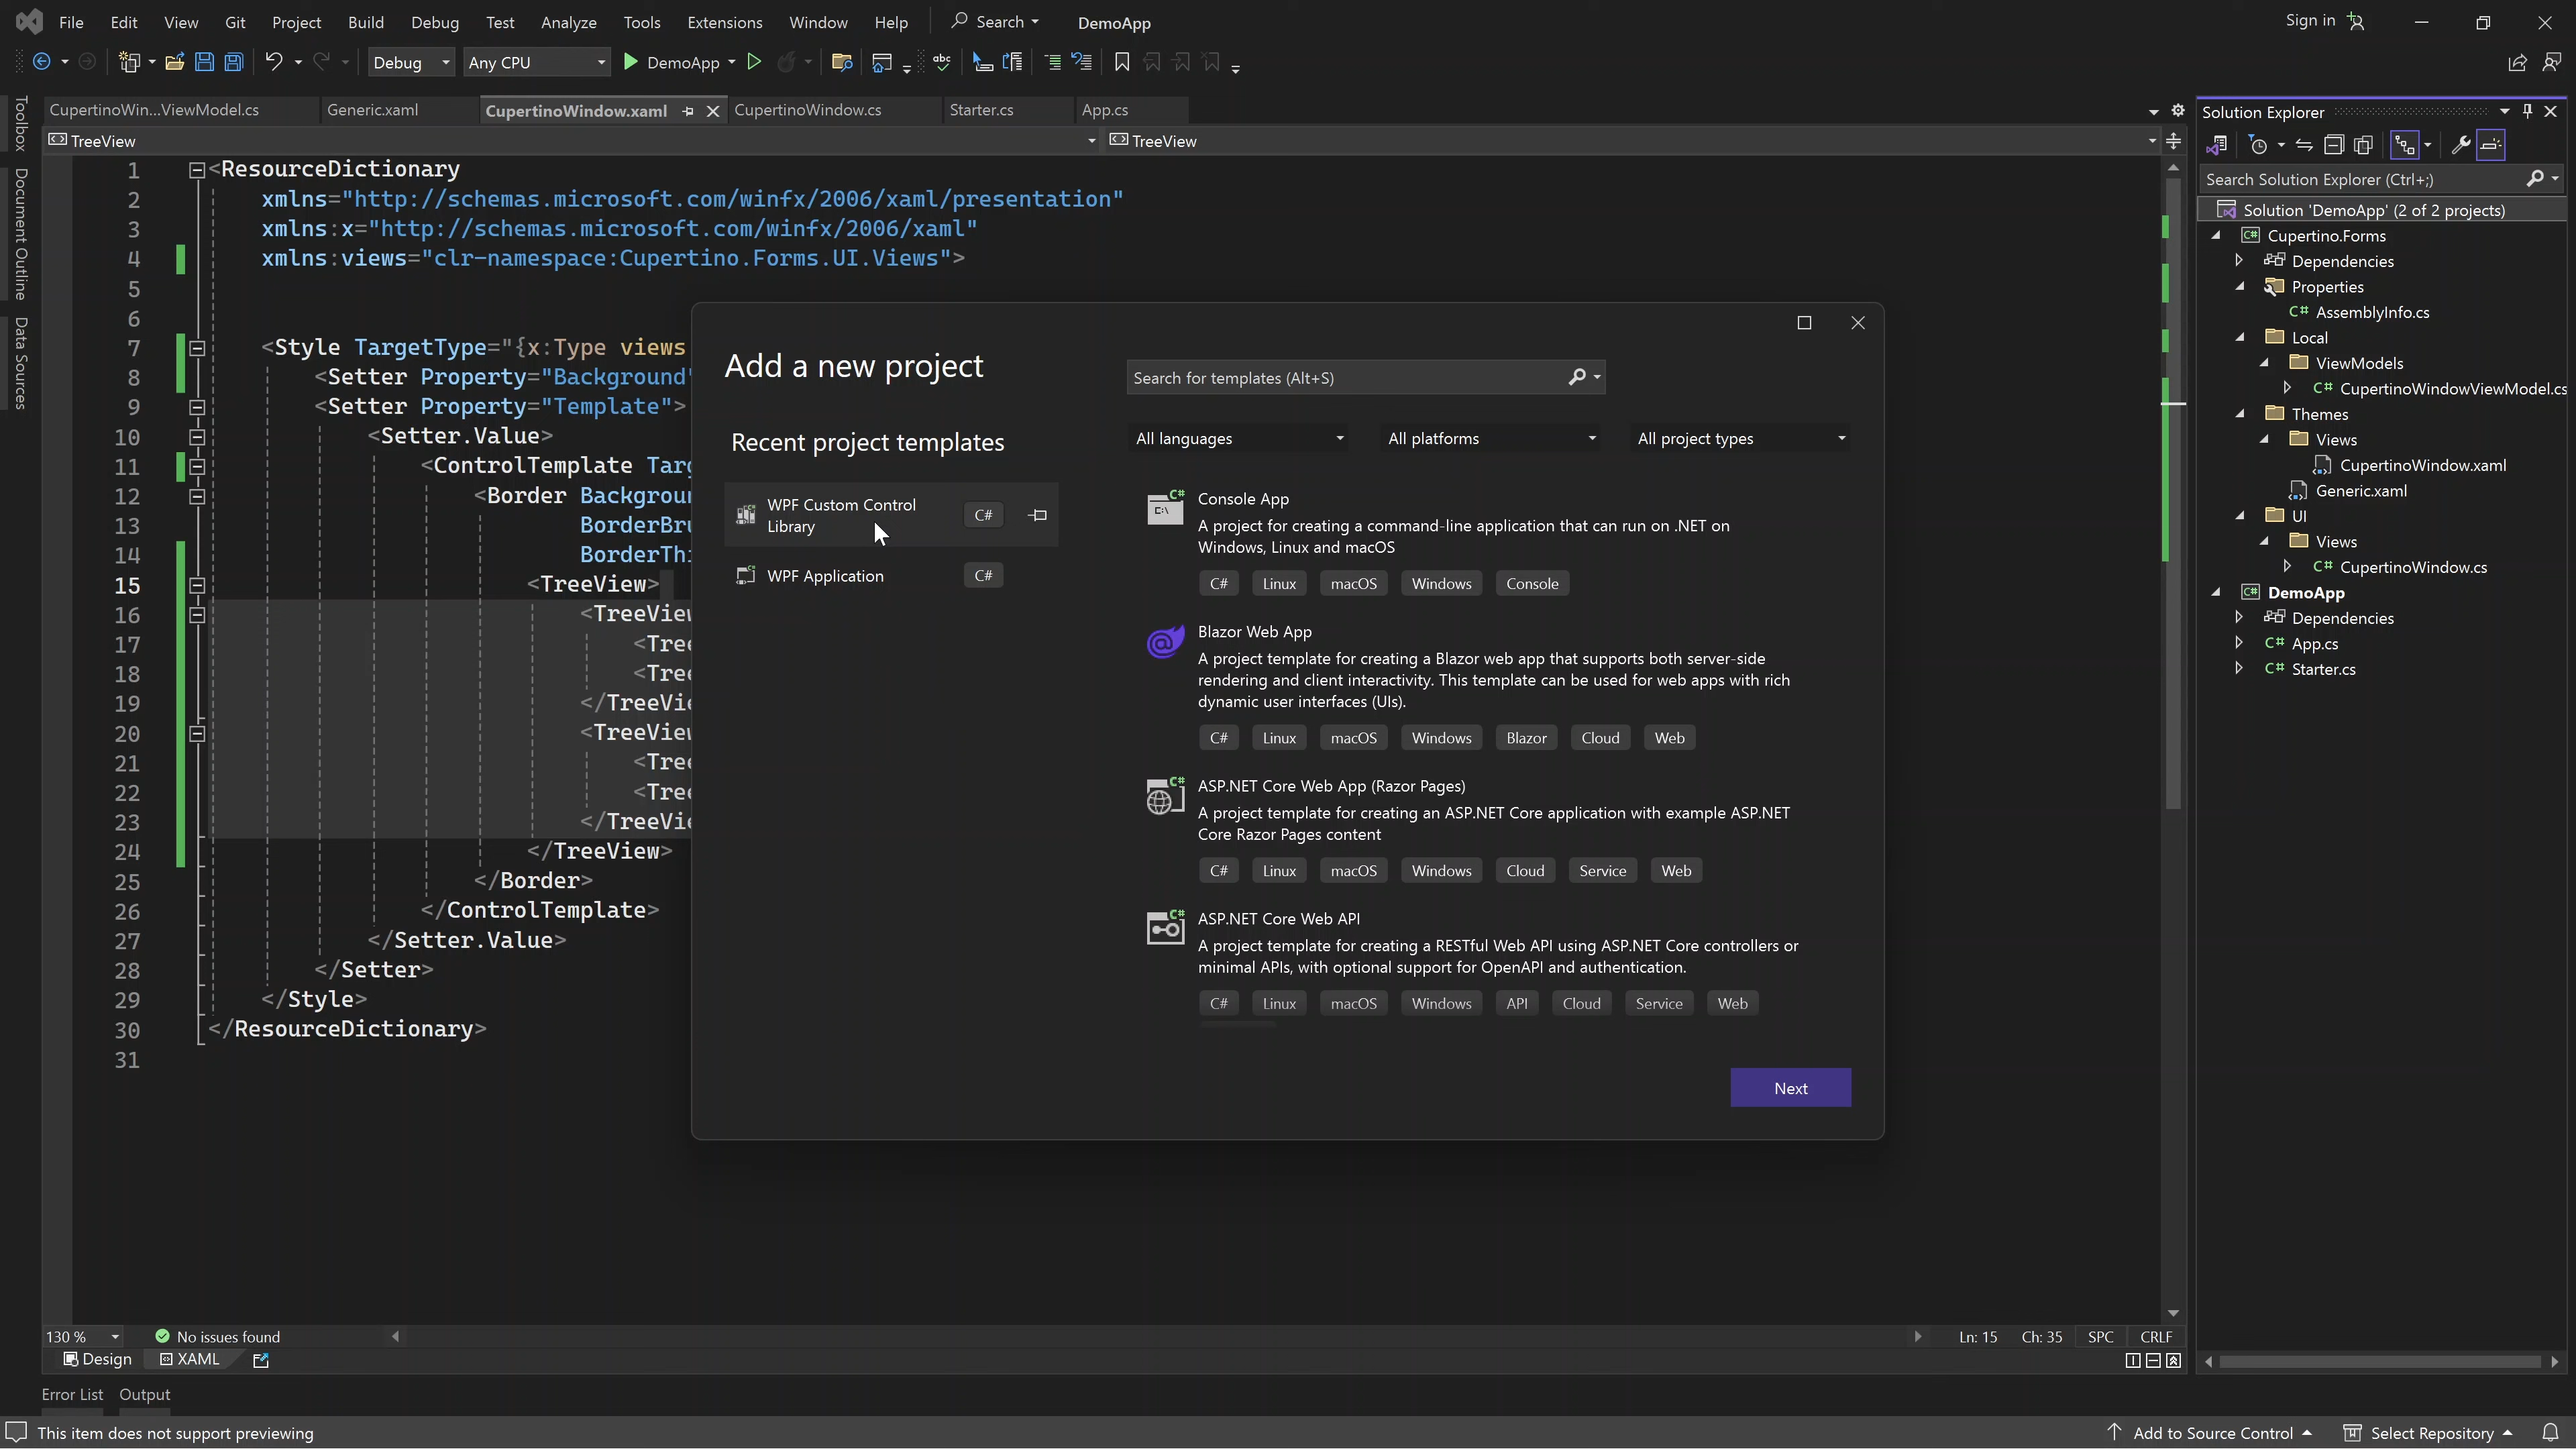 File Edit View Git Project Build Debug Test Analyze Tools Extensions Window Help Search DemoApp Sign in
Debug Any CPU DemoApp
CupertinoWin...ViewModel.cs Generic.xaml CupertinoWindow.xaml CupertinoWindow.cs Starter.cs App.cs
TreeView TreeView
Toolbox
Document Outline
Data Sources
1 <ResourceDictionary
2 xmlns="http://schemas.microsoft.com/winfx/2006/xaml/presentation"
3 xmlns:x="http://schemas.microsoft.com/winfx/2006/xaml"
4 xmlns:views="clr-namespace:Cupertino.Forms.UI.Views">
5
6
7 <Style TargetType="{x:Type views
8 <Setter Property="Background"
9 <Setter Property="Template">
10 <Setter.Value>
11 <ControlTemplate Tar
12 <Border Backgrou
13 BorderBr
14 BorderTh
15 <TreeView>
16 <TreeView
17 <Tree
18 <Tree
19 </TreeVie
20 <TreeView
21 <Tree
22 <Tree
23 </TreeVie
24 </TreeView>
25 </Border>
26 </ControlTemplate>
27 </Setter.Value>
28 </Setter>
29 </Style>
30 </ResourceDictionary>
31
Add a new project
Search for templates (Alt+S)
Recent project templates
All languages All platforms All project types
WPF Custom Control
Library
C#
WPF Application C#
Console App
A project for creating a command-line application that can run on .NET on
Windows, Linux and macOS
C# Linux macOS Windows Console
Blazor Web App
A project template for creating a Blazor web app that supports both server-side
rendering and client interactivity. This template can be used for web apps with rich
dynamic user interfaces (UIs).
C# Linux macOS Windows Blazor Cloud Web
ASP.NET Core Web App (Razor Pages)
A project template for creating an ASP.NET Core application with example ASP.NET
Core Razor Pages content
C# Linux macOS Windows Cloud Service Web
ASP.NET Core Web API
A project template for creating a RESTful Web API using ASP.NET Core controllers or
minimal APIs, with optional support for OpenAPI and authentication.
C# Linux macOS Windows API Cloud Service Web
Next
Solution Explorer
Search Solution Explorer (Ctrl+;)
Solution 'DemoApp' (2 of 2 projects)
Cupertino.Forms
Dependencies
Properties
C# AssemblyInfo.cs
Local
ViewModels
C# CupertinoWindowViewModel.cs
Themes
Views
CupertinoWindow.xaml
Generic.xaml
UI
Views
C# CupertinoWindow.cs
DemoApp
Dependencies
C# App.cs
C# Starter.cs
130 % No issues found Ln: 15 Ch: 35 SPC CRLF
Design XAML
Error List Output
This item does not support previewing Add to Source Control Select Repository